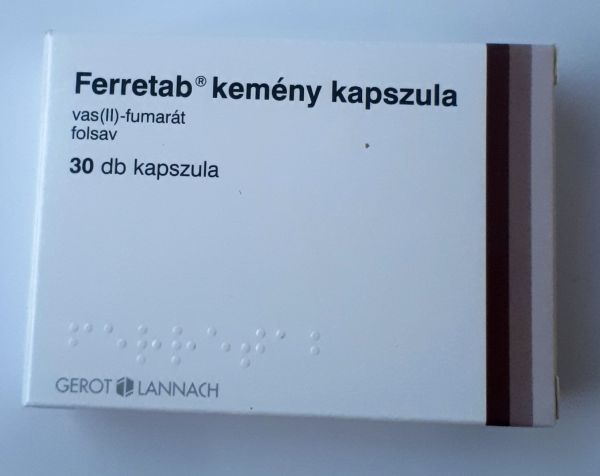 Ferretab® kemény kapszula
vas(II)-fumarát
folsav
30 db kapszula
GEROT LANNACH